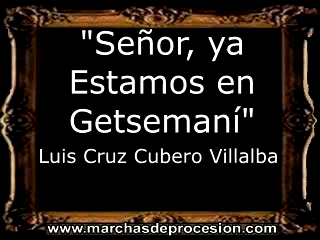 "Señor, ya
Estamos en
Getsemaní"
Luis Cruz Cubero Villalba
www.marchasdeprocesion.com